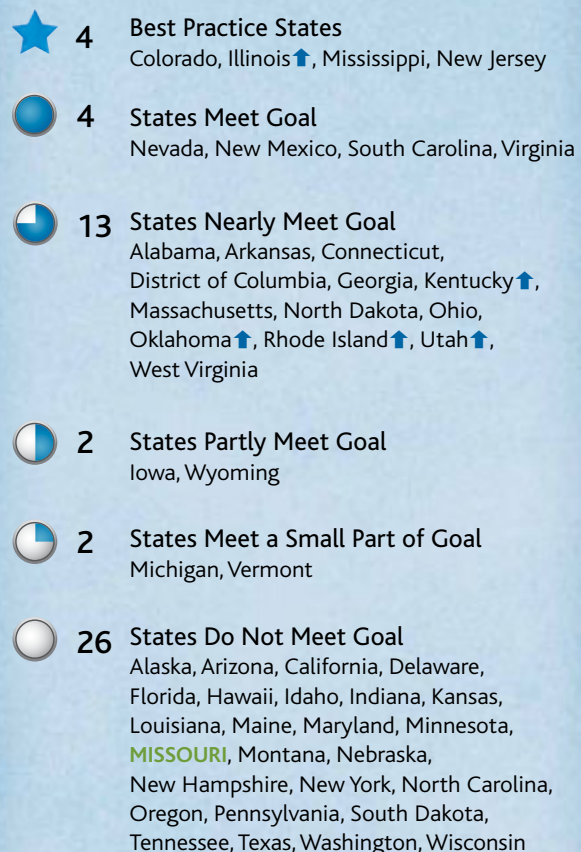 4 Best Practice States
Colorado, Illinois⬆, Mississippi, New Jersey
4 States Meet Goal
Nevada, New Mexico, South Carolina, Virginia
13 States Nearly Meet Goal
Alabama, Arkansas, Connecticut,
District of Columbia, Georgia, Kentucky⬆,
Massachusetts, North Dakota, Ohio,
Oklahoma⬆, Rhode Island⬆, Utah⬆,
West Virginia
2 States Partly Meet Goal
Iowa, Wyoming
2 States Meet a Small Part of Goal
Michigan, Vermont
26 States Do Not Meet Goal
Alaska, Arizona, California, Delaware,
Florida, Hawaii, Idaho, Indiana, Kansas,
Louisiana, Maine, Maryland, Minnesota,
MISSOURI, Montana, Nebraska,
New Hampshire, New York, North Carolina,
Oregon, Pennsylvania, South Dakota,
Tennessee, Texas, Washington, Wisconsin